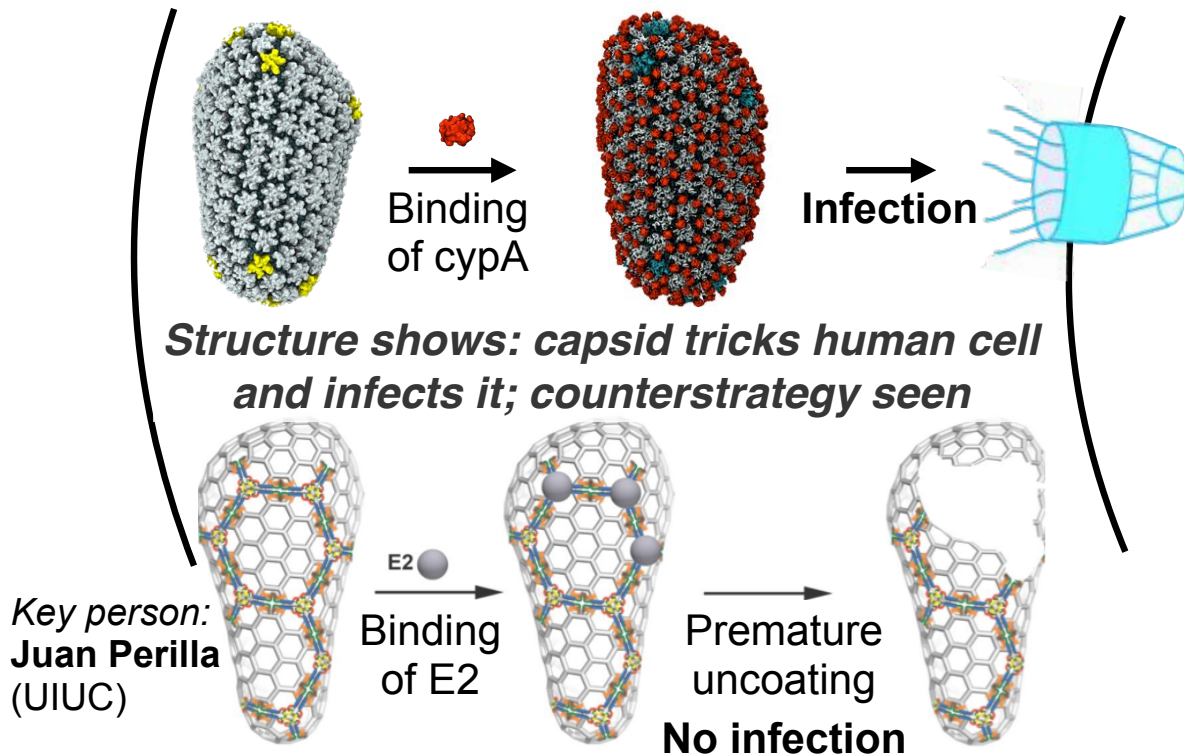 Binding
of cypA
Infection
Structure shows: capsid tricks human cell
and infects it; counterstrategy seen
Key person:
Juan Perilla
(UIUC)
E2
Binding
of E2
Premature
uncoating
No infection